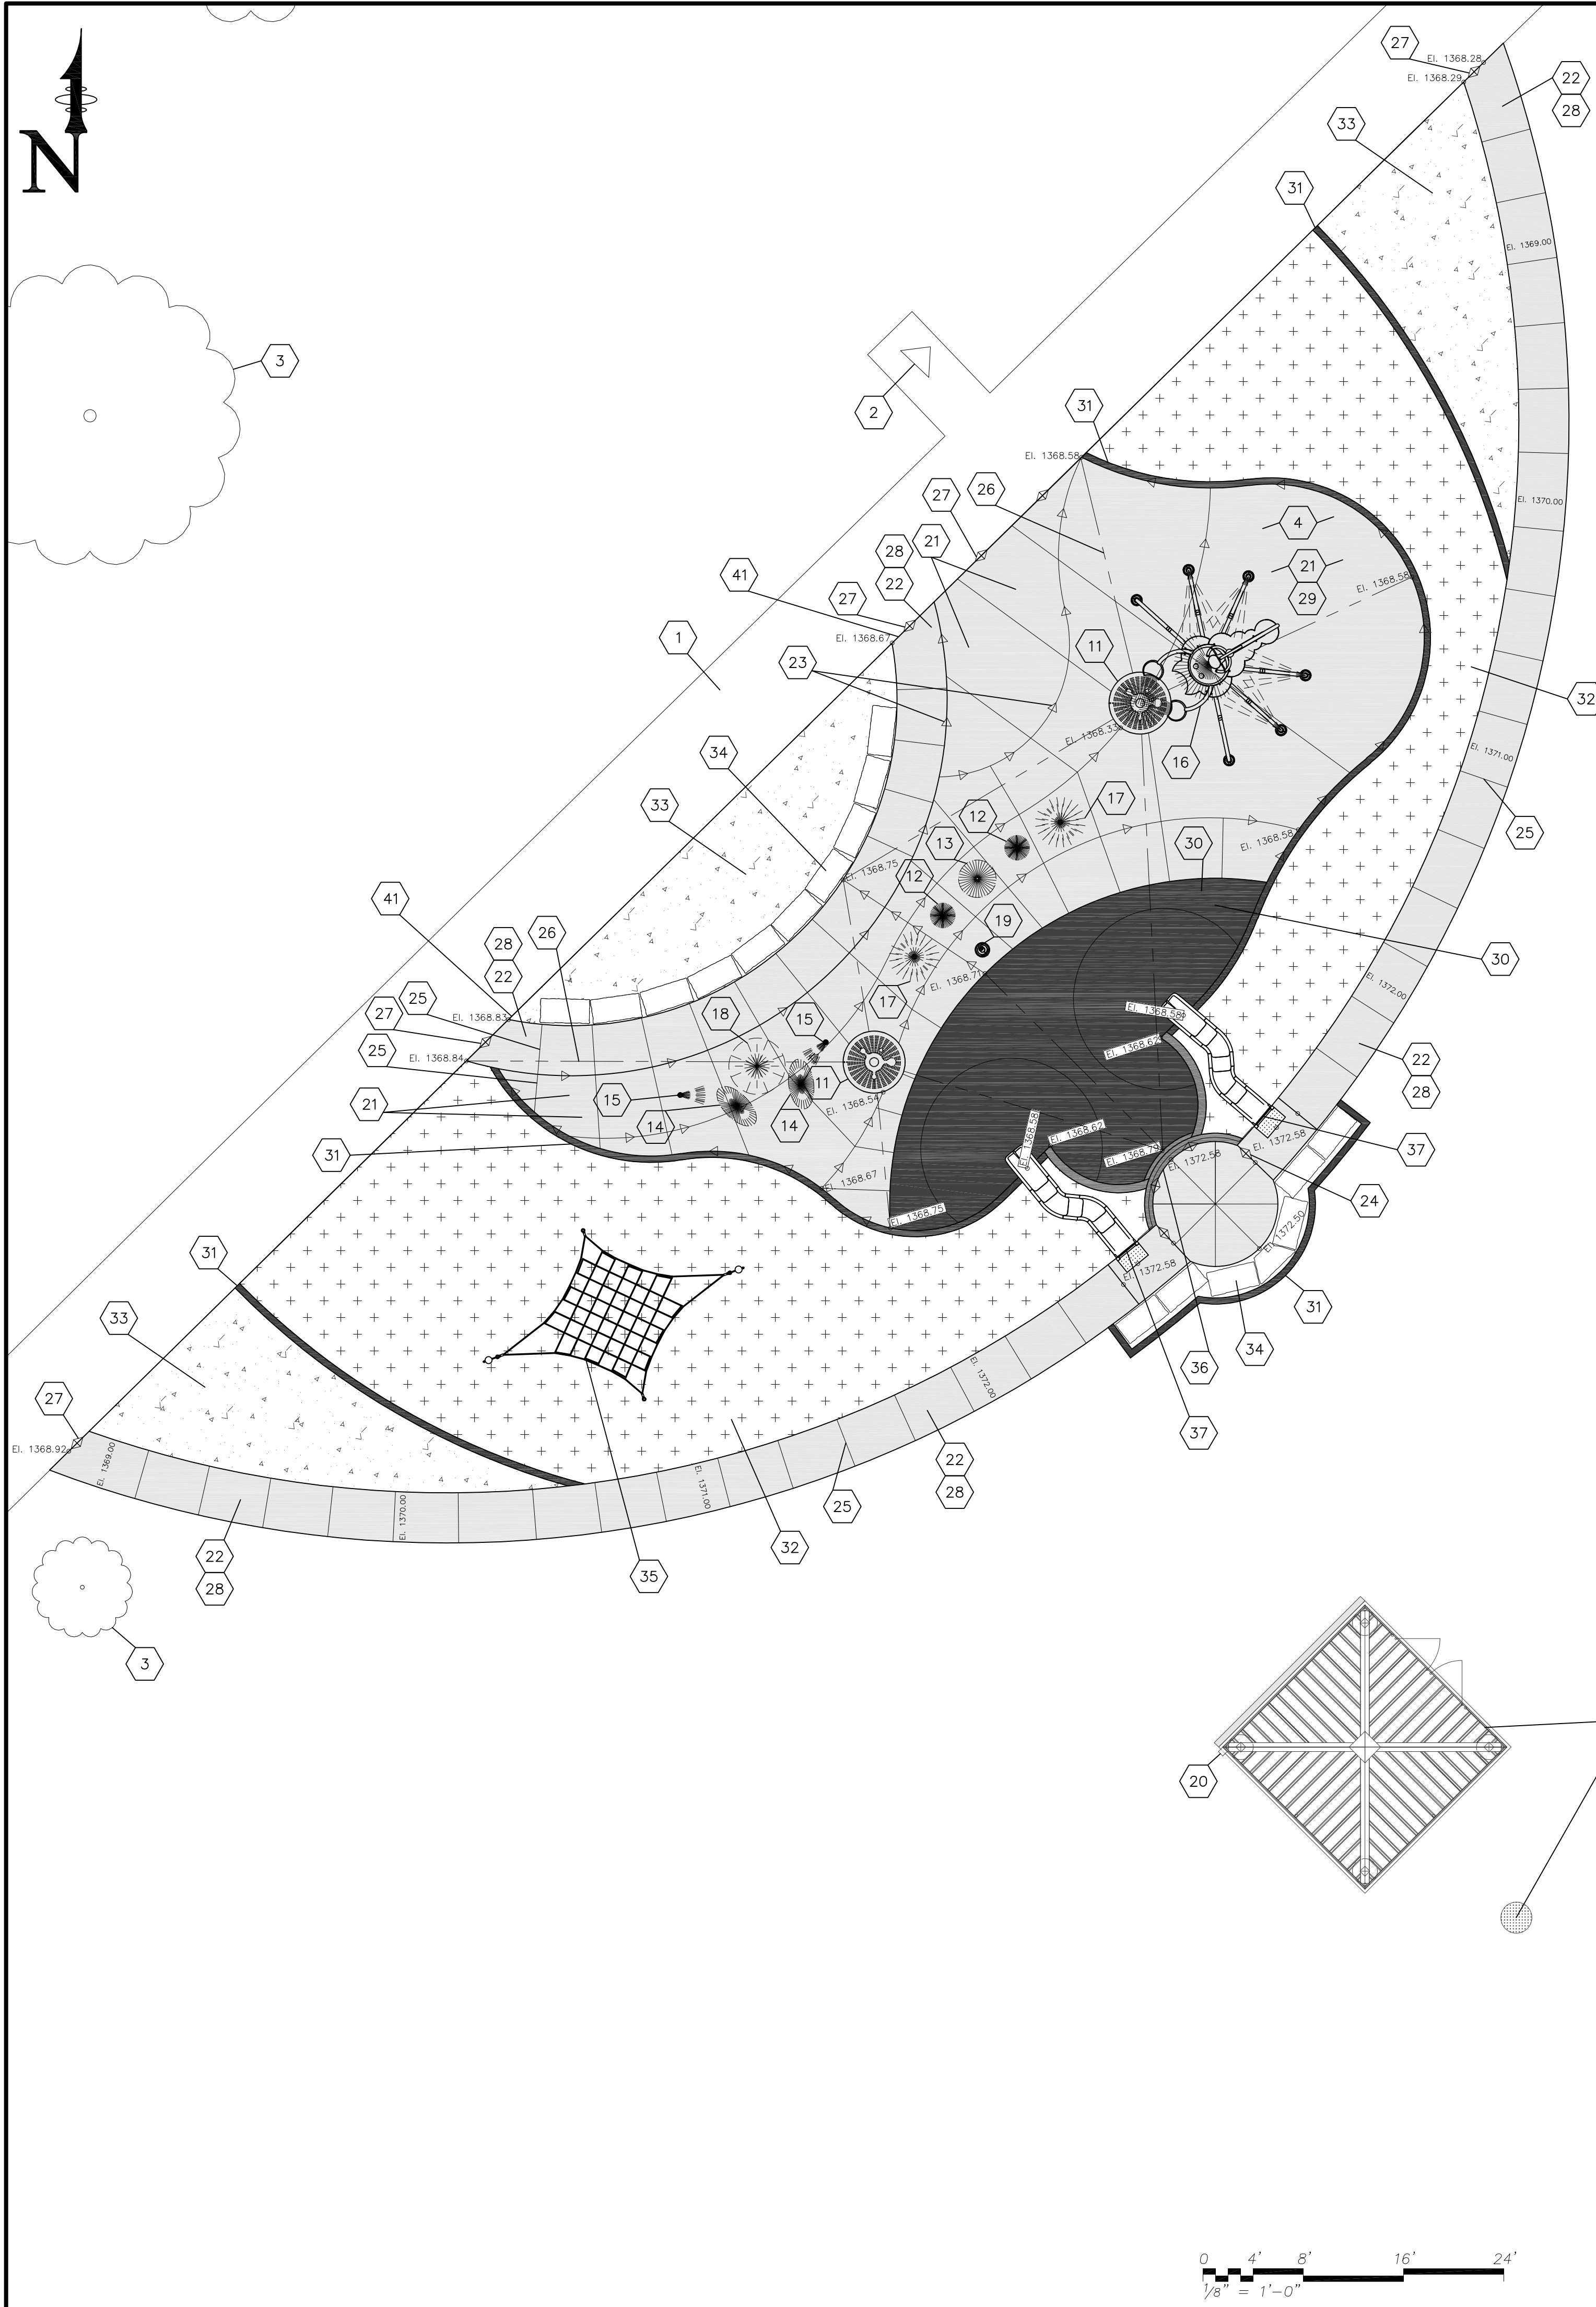 27
El. 1368.28
El. 1368.29
22
28
33
N
31
El. 1369.00
3
2
31
El. 1368.58
26
27
El. 1370.00
4
28
21
22
21
29
El. 1368.58
41
27
El. 1368.67
1
11
23
32
El. 1368.33
El. 1371.00
34
16
33
17
12
25
13
El. 1368.58
30
El. 1368.75
12
41
19
28
26
30
22
17
El. 1368.71
El. 1372.00
25
El. 1368.83
27
18
15
El. 1368.58
25
El. 1368.84
El. 1368.62
22
28
11
15
21
El. 1368.54
14
14
El. 1368.58
El. 1368.62
El. 1372.58
37
31
El. 1368.79
El. 1372.58
El. 1368.67
24
El. 1368.75
El. 1372.50
31
El. 1372.58
31
33
34
36
El. 1372.00
27
37
El. 1368.92
El. 1369.00
22
28
El. 1371.00
25
El. 1370.00
32
22
28
35
3
20
0 4' 8' 16' 24'
1/8" = 1'-0"